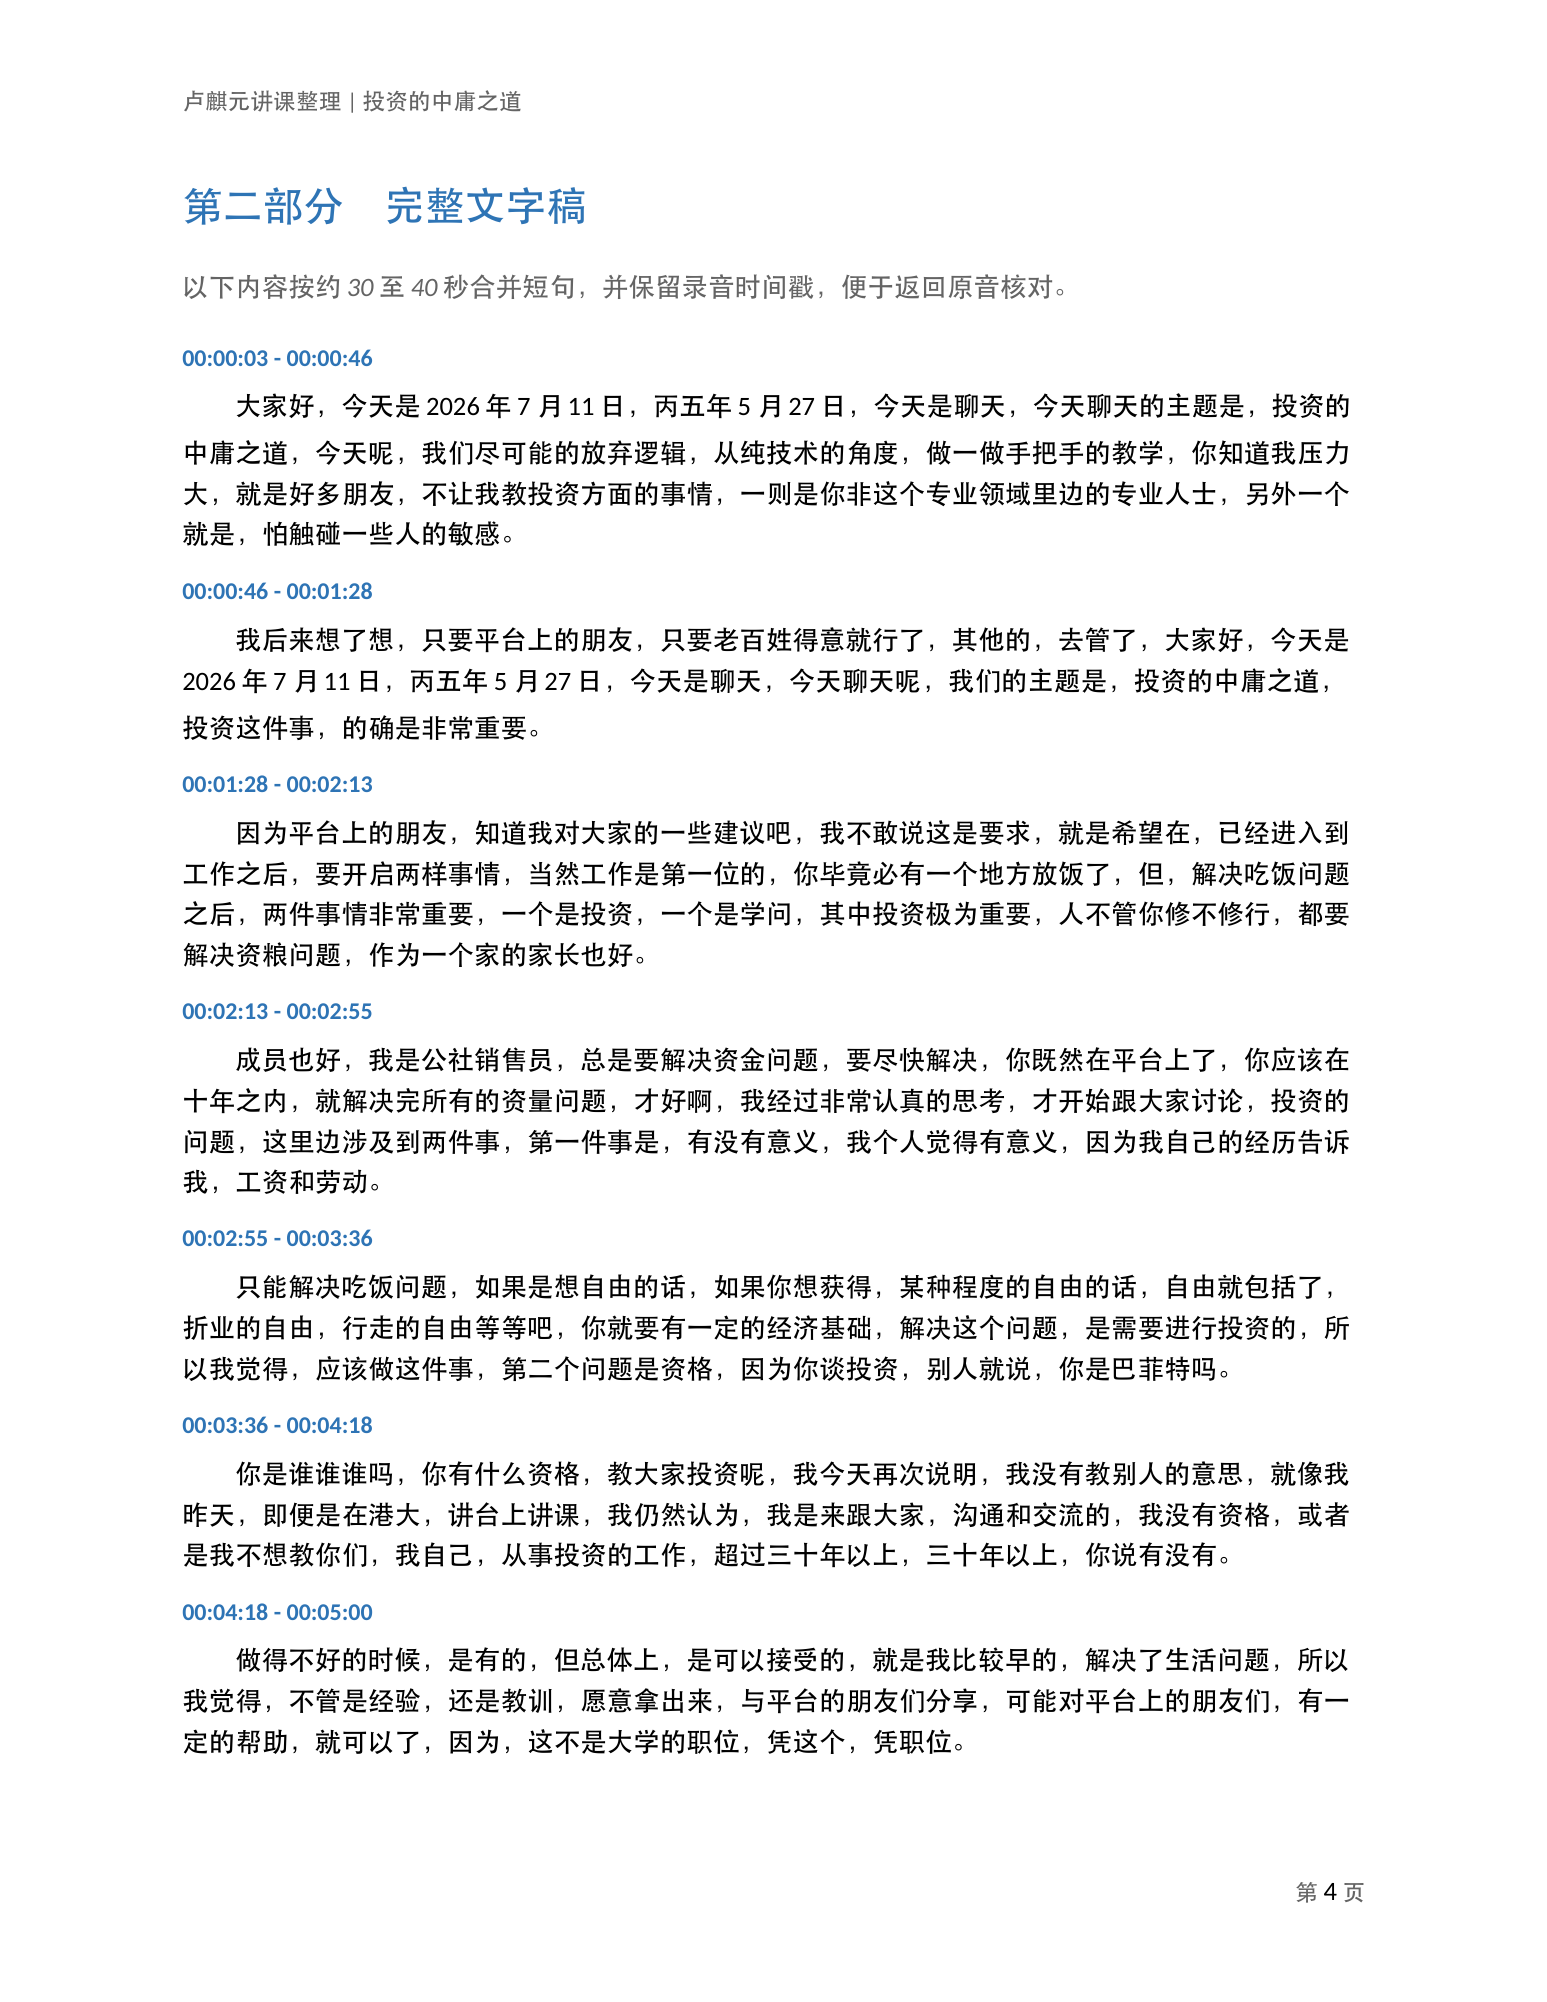 卢麒元讲课整理 | 投资的中庸之道
第二部分　完整文字稿
以下内容按约 30 至 40 秒合并短句，并保留录音时间戳，便于返回原音核对。
00:00:03 - 00:00:46
大家好，今天是 2026 年 7 月 11 日，丙五年 5 月 27 日，今天是聊天，今天聊天的主题是，投资的
中庸之道，今天呢，我们尽可能的放弃逻辑，从纯技术的角度，做一做手把手的教学，你知道我压力
大，就是好多朋友，不让我教投资方面的事情，一则是你非这个专业领域里边的专业人士，另外一个
就是，怕触碰一些人的敏感。
00:00:46 - 00:01:28
我后来想了想，只要平台上的朋友，只要老百姓得意就行了，其他的，去管了，大家好，今天是
2026 年 7 月 11 日，丙五年 5 月 27 日，今天是聊天，今天聊天呢，我们的主题是，投资的中庸之道，
投资这件事，的确是非常重要。
00:01:28 - 00:02:13
因为平台上的朋友，知道我对大家的一些建议吧，我不敢说这是要求，就是希望在，已经进入到
工作之后，要开启两样事情，当然工作是第一位的，你毕竟必有一个地方放饭了，但，解决吃饭问题
之后，两件事情非常重要，一个是投资，一个是学问，其中投资极为重要，人不管你修不修行，都要
解决资粮问题，作为一个家的家长也好。
00:02:13 - 00:02:55
成员也好，我是公社销售员，总是要解决资金问题，要尽快解决，你既然在平台上了，你应该在
十年之内，就解决完所有的资量问题，才好啊，我经过非常认真的思考，才开始跟大家讨论，投资的
问题，这里边涉及到两件事，第一件事是，有没有意义，我个人觉得有意义，因为我自己的经历告诉
我，工资和劳动。
00:02:55 - 00:03:36
只能解决吃饭问题，如果是想自由的话，如果你想获得，某种程度的自由的话，自由就包括了，
折业的自由，行走的自由等等吧，你就要有一定的经济基础，解决这个问题，是需要进行投资的，所
以我觉得，应该做这件事，第二个问题是资格，因为你谈投资，别人就说，你是巴菲特吗。
00:03:36 - 00:04:18
你是谁谁谁吗，你有什么资格，教大家投资呢，我今天再次说明，我没有教别人的意思，就像我
昨天，即便是在港大，讲台上讲课，我仍然认为，我是来跟大家，沟通和交流的，我没有资格，或者
是我不想教你们，我自己，从事投资的工作，超过三十年以上，三十年以上，你说有没有。
00:04:18 - 00:05:00
做得不好的时候，是有的，但总体上，是可以接受的，就是我比较早的，解决了生活问题，所以
我觉得，不管是经验，还是教训，愿意拿出来，与平台的朋友们分享，可能对平台上的朋友们，有一
定的帮助，就可以了，因为，这不是大学的职位，凭这个，凭职位。
第 4 页